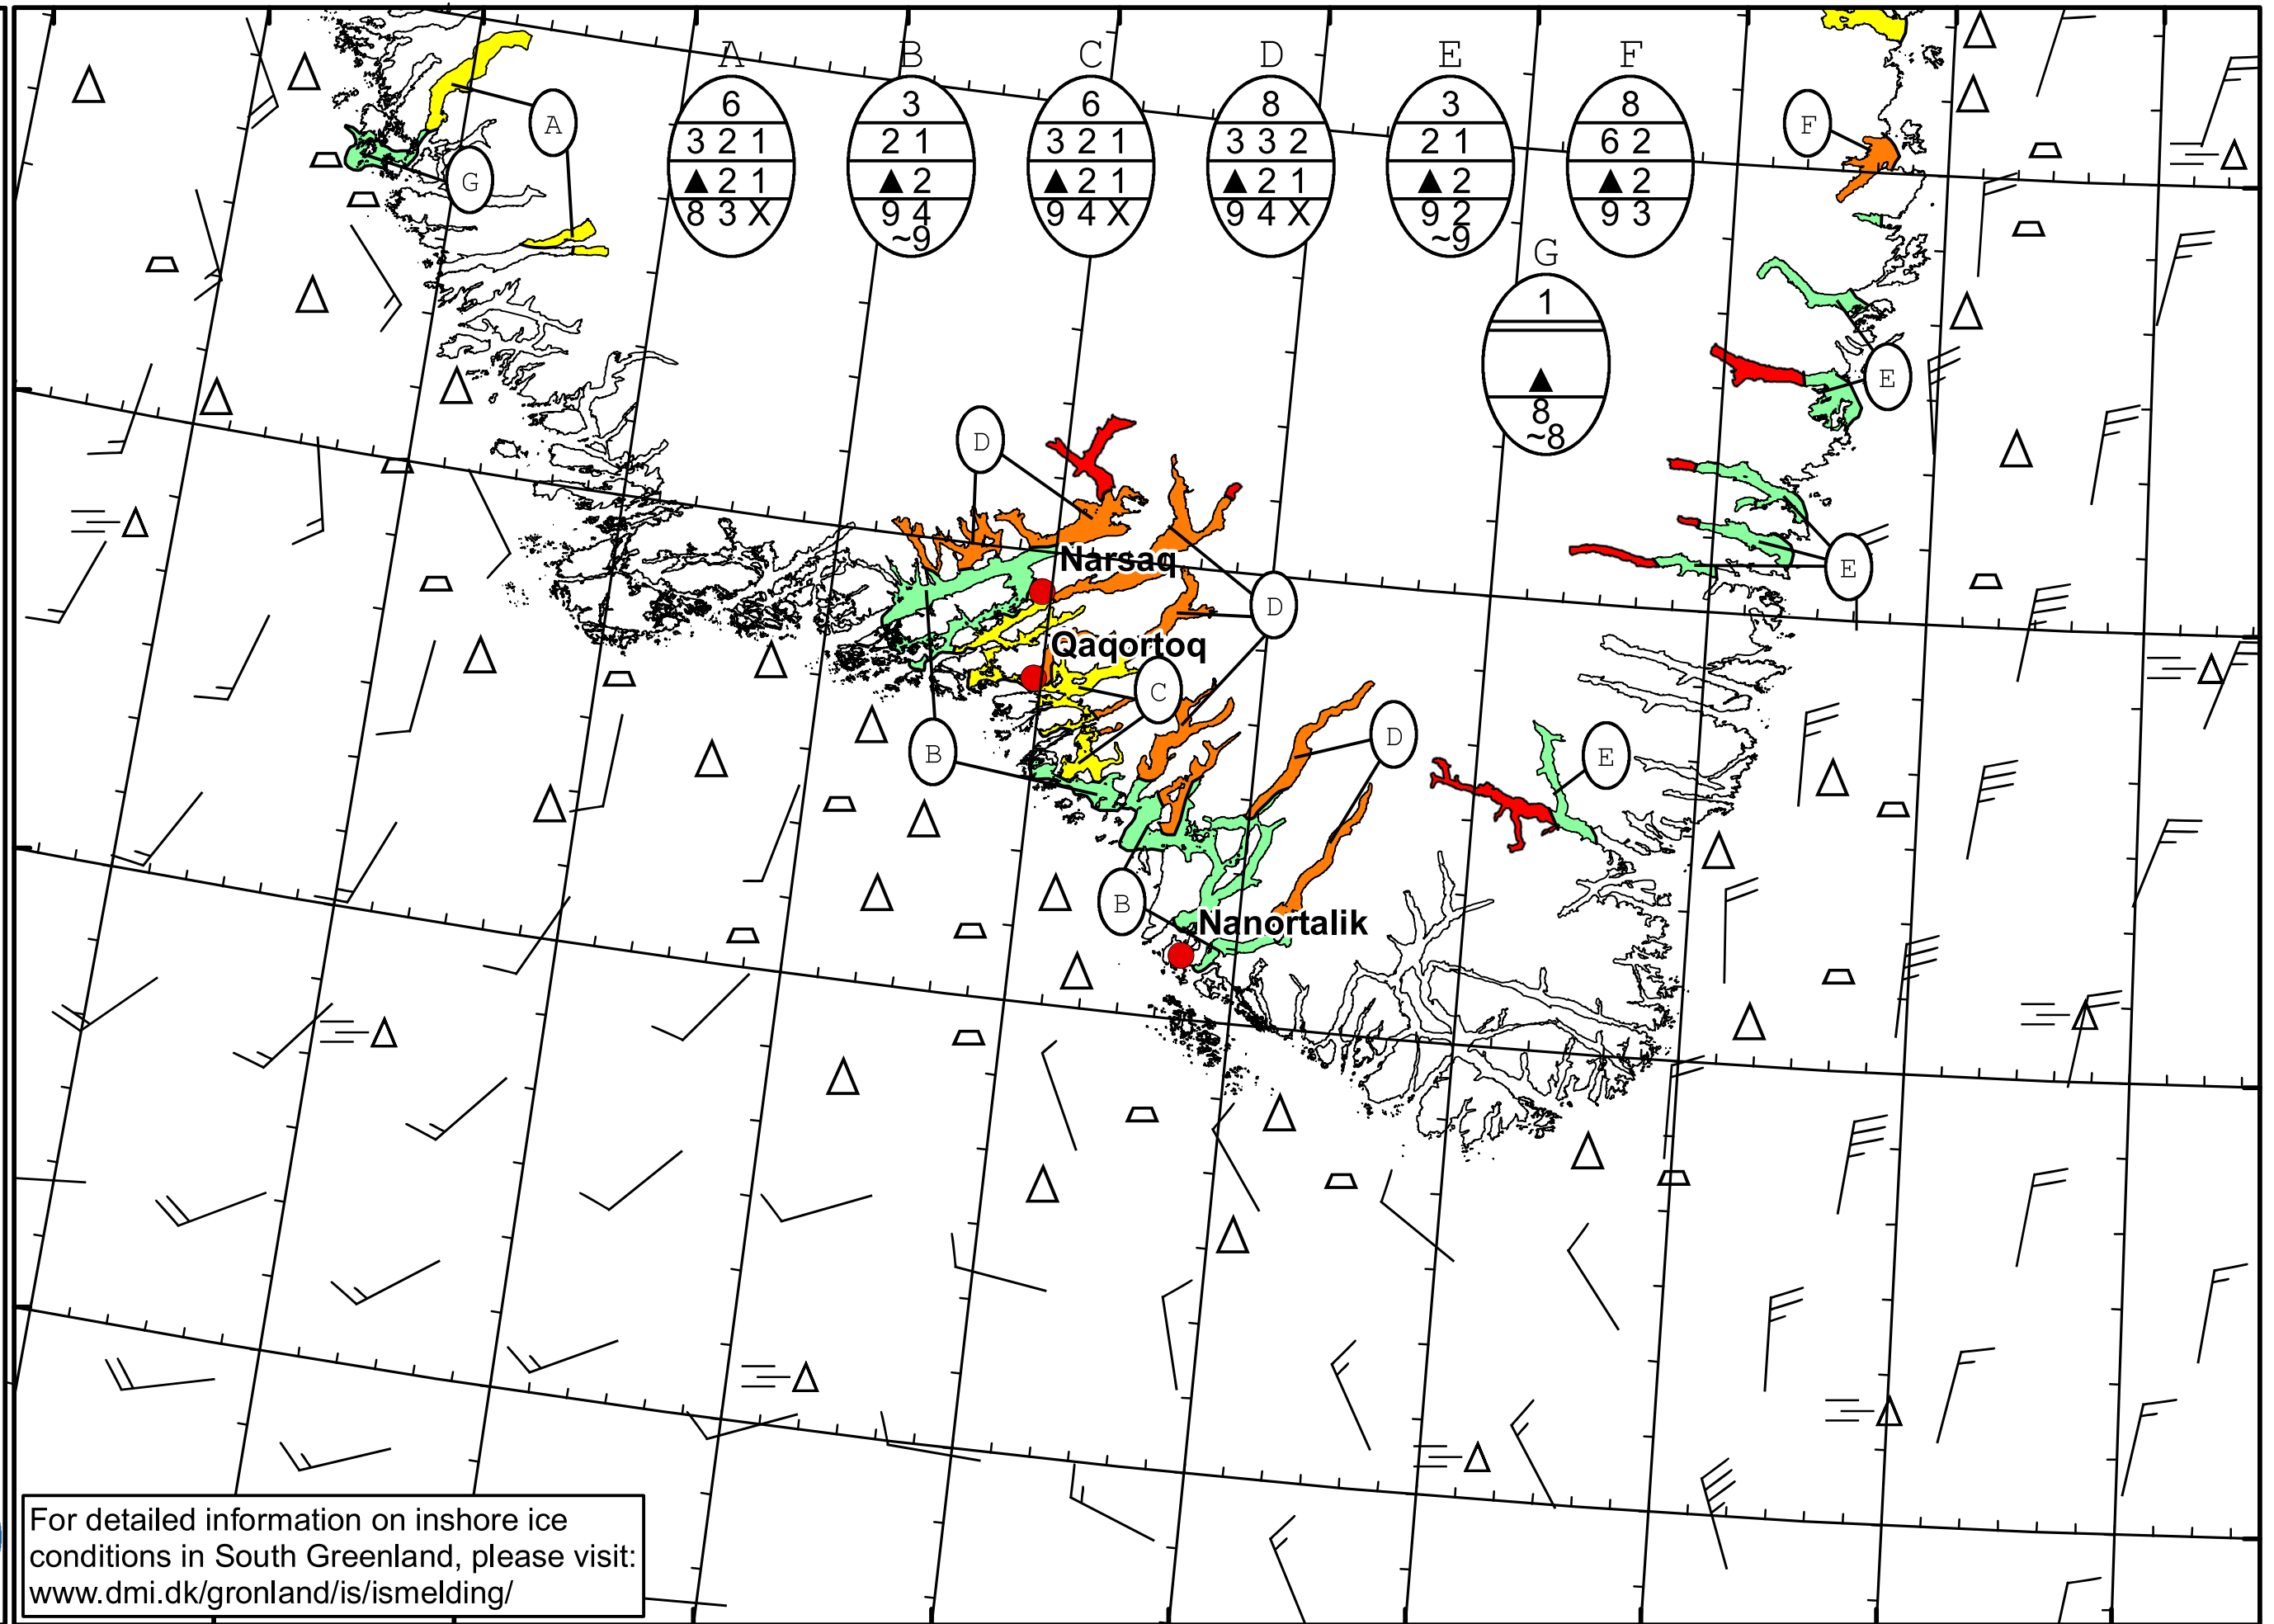 A B C D E F
6 3 6 8 3 8
3 2 1 2 1 3 2 1 3 3 2 2 1 6 2
▲ 2 1 ▲ 2 ▲ 2 1 ▲ 2 1 ▲ 2 ▲ 2
8 3 X 9 4 9 4 X 9 4 X 9 2 9 3
~9 ~9
A
F
G
G
1
▲
8
~8
E
D
Narsaq
E
D
Qaqortoq
C
B
D
E
B
Nanortalik
For detailed information on inshore ice
conditions in South Greenland, please visit:
www.dmi.dk/gronland/is/ismelding/